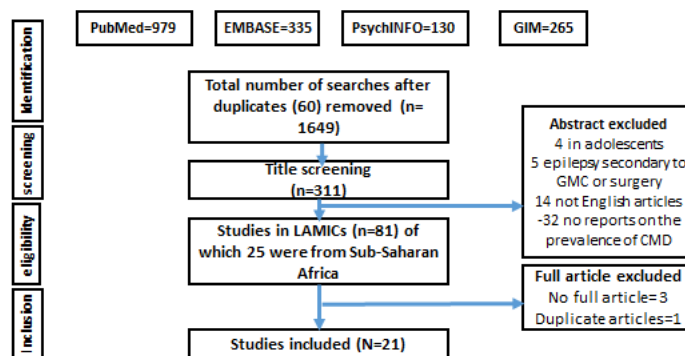 PubMed=979
EMBASE=335
PsychINFO=130
GIM=265
Identification
Total number of searches after
duplicates (60) removed (n=
1649)
screening
Title screening
(n=311)
Abstract excluded
4 in adolescents
5 epilepsy secondary to
GMC or surgery
14 not English articles
-32 no reports on the
prevalence of CMD
eligibility
Studies in LAMICs (n=81) of
which 25 were from Sub-Saharan
Africa
Full article excluded
No full article=3
Duplicate articles=1
Inclusion
Studies included (N=21)